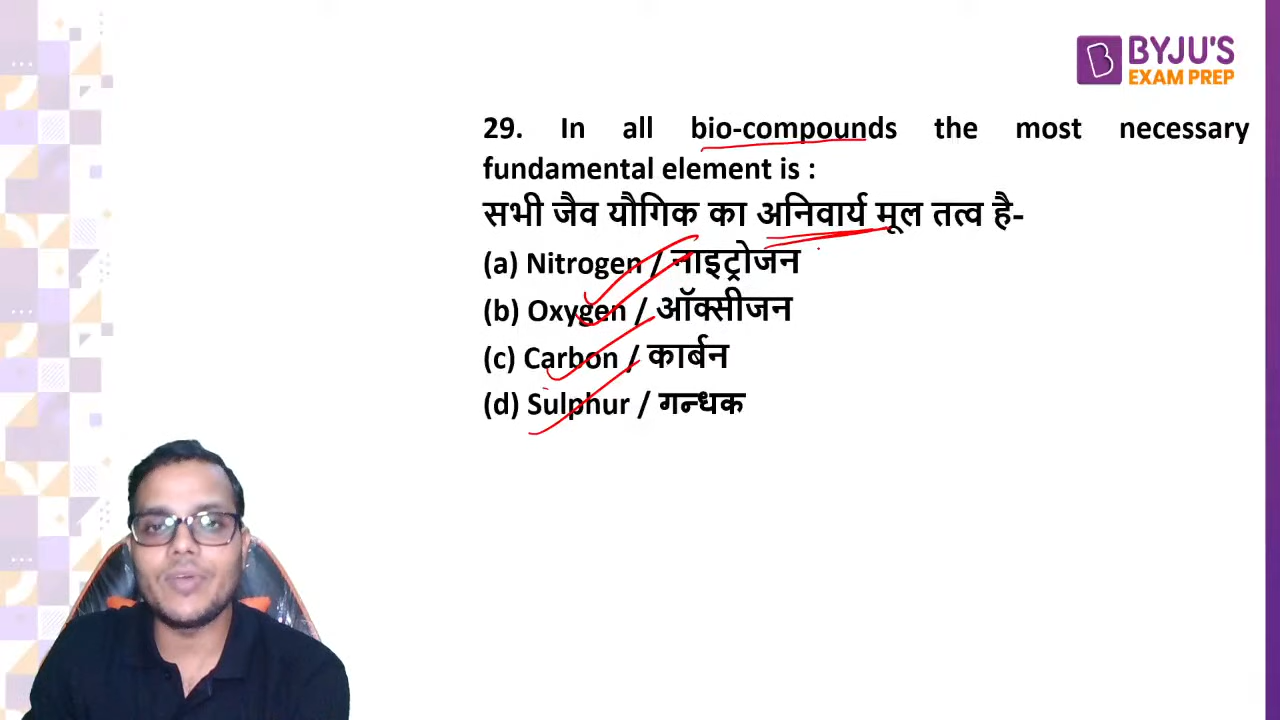 BYJU'S
EXAM PREP
29. In all bio-compounds the most necessary
fundamental element is :
सभी जैव यौगिक का अनिवार्य मूल तत्व है-
(a) Nitrogen / नाइट्रोजन
(b) Oxygen / ऑक्सीजन
(c) Carbon / कार्बन
(d) Sulphur / गन्धक